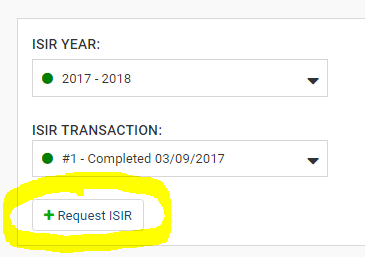 ISIR YEAR:
2017 - 2018
ISIR TRANSACTION:
#1 - Completed 03/09/2017
+ Request ISIR